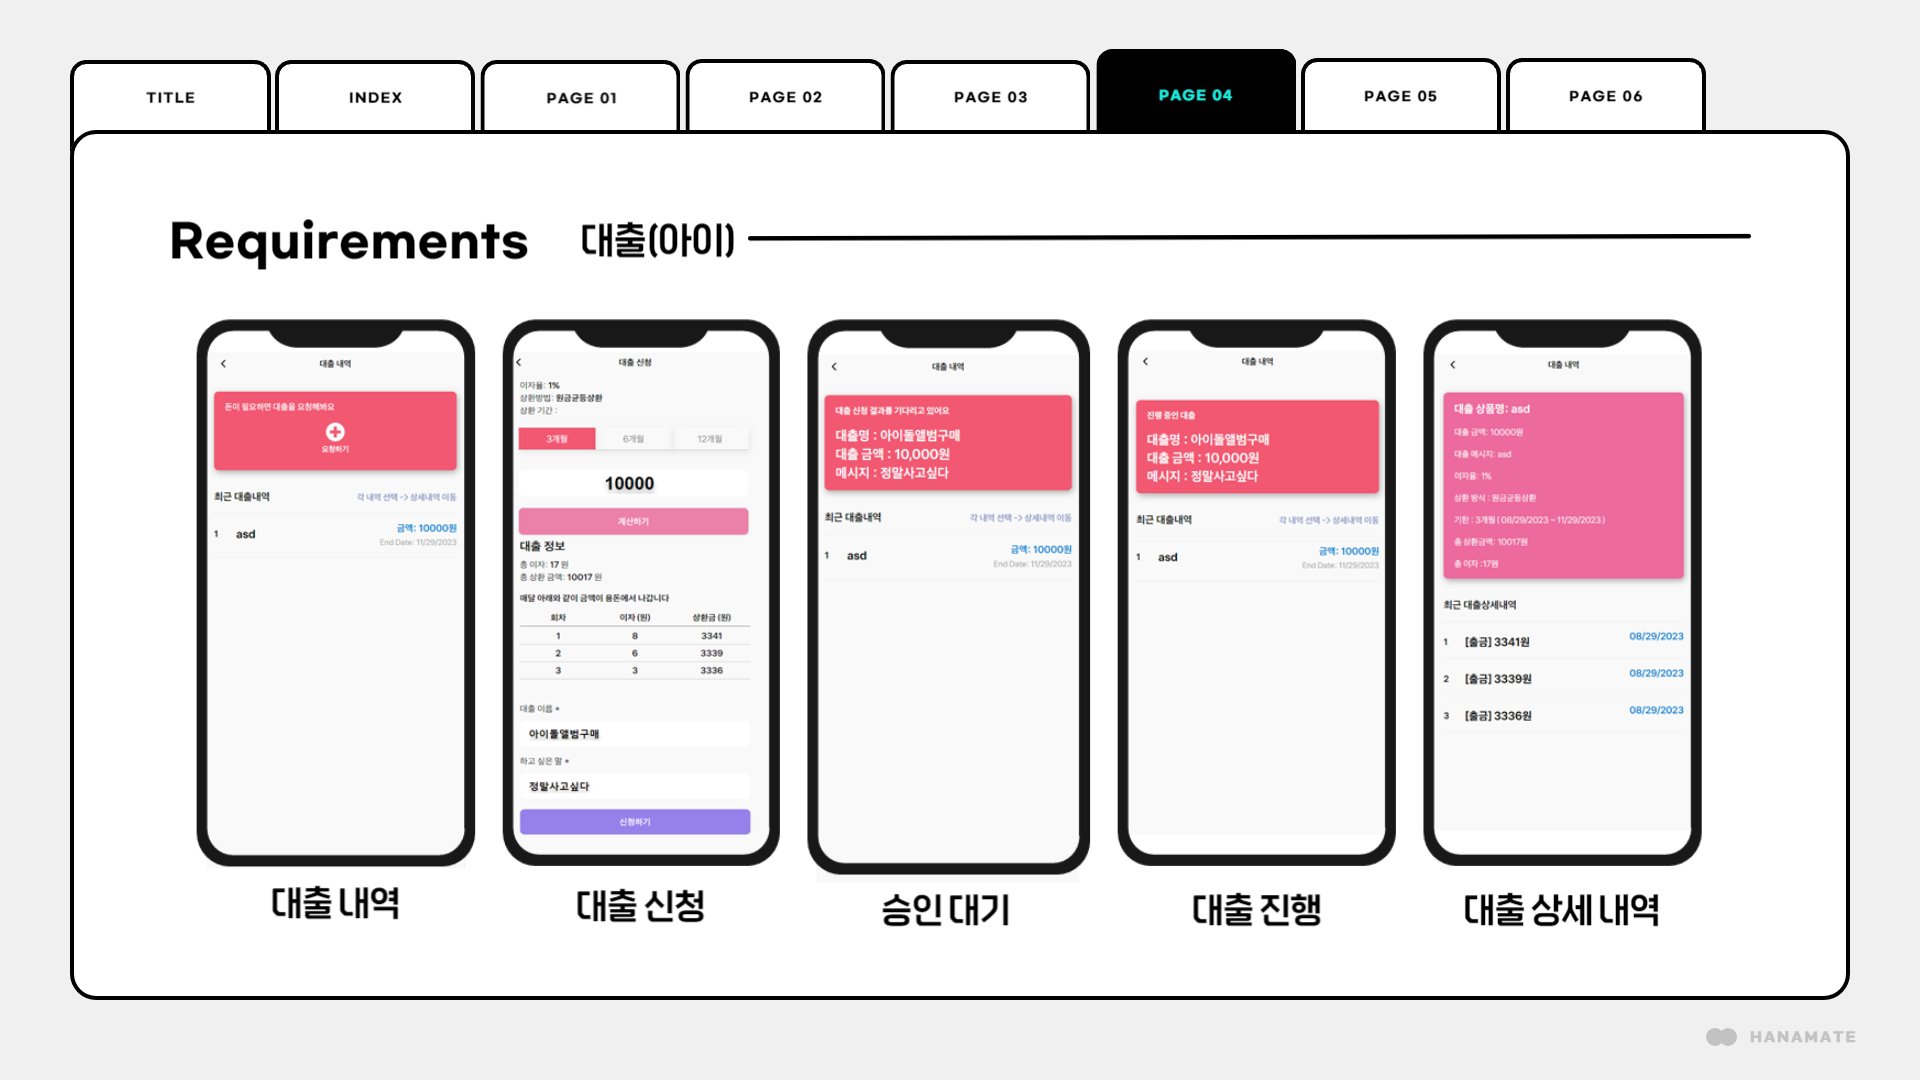 TITLE
INDEX
PAGE 01
PAGE 02
PAGE 03
PAGE 04
PAGE 05
PAGE 06
Requirements 대출(아이)
대출 내역
돈이 필요하면 대출을 요청해봐요
요청하기
최근 대출내역 각 내역 선택 -> 상세내역 이동
1 asd 금액: 10000원
End Date: 11/29/2023
대출 내역
대출 신청
이자율: 1%
상환방법: 원금균등상환
상환 기간 :
3개월 6개월 12개월
10000
계산하기
대출 정보
총 이자: 17 원
총 상환 금액: 10017 원
매달 아래와 같이 금액이 용돈에서 나갑니다
회차 이자 (원) 상환금 (원)
1 8 3341
2 6 3339
3 3 3336
대출 이름 *
아이돌앨범구매
하고 싶은 말 *
정말사고싶다
신청하기
대출 신청
대출 내역
대출 신청 결과를 기다리고 있어요
대출명 : 아이돌앨범구매
대출 금액 : 10,000원
메시지 : 정말사고싶다
최근 대출내역 각 내역 선택 -> 상세내역 이동
1 asd 금액: 10000원
End Date: 11/29/2023
승인 대기
대출 내역
진행 중인 대출
대출명 : 아이돌앨범구매
대출 금액 : 10,000원
메시지 : 정말사고싶다
최근 대출내역 각 내역 선택 -> 상세내역 이동
1 asd 금액: 10000원
End Date: 11/29/2023
대출 진행
대출 내역
대출 상품명: asd
대출 금액: 10000원
대출 메시지: asd
이자율: 1%
상환 방식 : 원금균등상환
기한 : 3개월 ( 08/29/2023 ~ 11/29/2023 )
총 상환금액: 10017원
총 이자 :17원
최근 대출상세내역
1 [출금] 3341원 08/29/2023
2 [출금] 3339원 08/29/2023
3 [출금] 3336원 08/29/2023
대출 상세 내역
HANAMATE